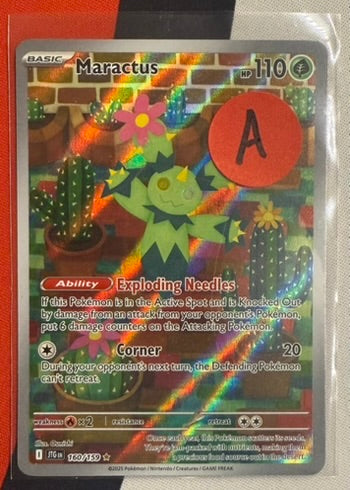 BASIC
Maractus
HP 110
A
Ability Exploding Needles
If this Pokémon is in the Active Spot and is Knocked Out
by damage from an attack from your opponent's Pokémon,
put 6 damage counters on the Attacking Pokémon.
Corner 20
During your opponent's next turn, the Defending Pokémon
can't retreat.
weakness ×2 resistance retreat
Illus. Oonishi
JTG EN 160/159
Once each year, this Pokémon scatters its seeds.
They're jam-packed with nutrients, making them
a precious food source out in the desert.
©2025 Pokémon / Nintendo / Creatures / GAME FREAK